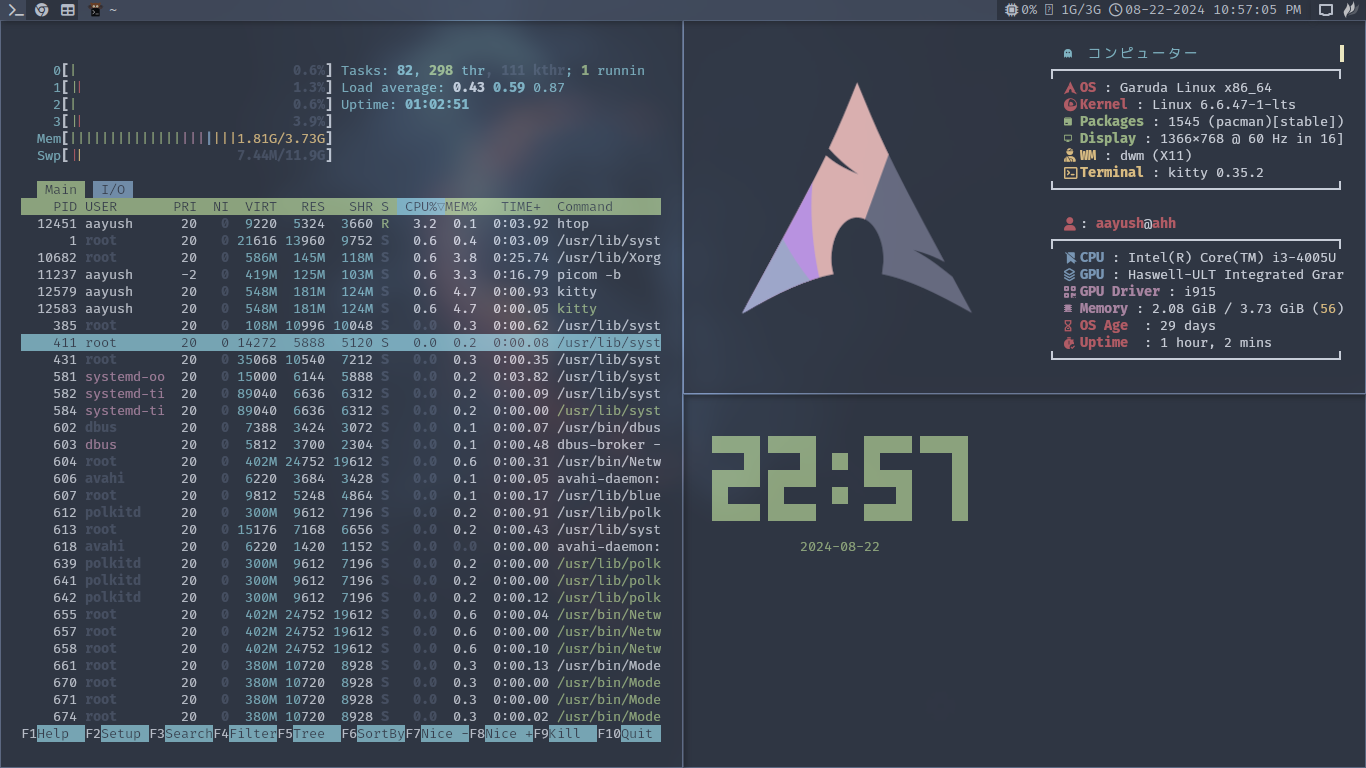 ~
0% 1G/3G 08-22-2024 10:57:05 PM
0[| 0.6%] Tasks: 82, 298 thr, 111 kthr; 1 runnin
1[|| 1.3%] Load average: 0.43 0.59 0.87
2[| 0.6%] Uptime: 01:02:51
3[|| 3.9%]
Mem[|||||||||||||||||||||1.81G/3.73G]
Swp[|| 7.44M/11.9G]
Main I/O
PID USER PRI NI VIRT RES SHR S CPU%▽MEM% TIME+ Command
12451 aayush 20 0 9220 5324 3660 R 3.2 0.1 0:03.92 htop
1 root 20 0 21616 13960 9752 S 0.6 0.4 0:03.09 /usr/lib/syst
10682 root 20 0 586M 145M 118M S 0.6 3.8 0:25.74 /usr/lib/Xorg
11237 aayush -2 0 419M 125M 103M S 0.6 3.3 0:16.79 picom -b
12579 aayush 20 0 548M 181M 124M S 0.6 4.7 0:00.93 kitty
12583 aayush 20 0 548M 181M 124M S 0.6 4.7 0:00.05 kitty
385 root 20 0 108M 10996 10048 S 0.0 0.3 0:00.62 /usr/lib/syst
411 root 20 0 14272 5888 5120 S 0.0 0.2 0:00.08 /usr/lib/syst
431 root 20 0 35068 10540 7212 S 0.0 0.3 0:00.35 /usr/lib/syst
581 systemd-oo 20 0 15000 6144 5888 S 0.0 0.2 0:03.82 /usr/lib/syst
582 systemd-ti 20 0 89040 6636 6312 S 0.0 0.2 0:00.09 /usr/lib/syst
584 systemd-ti 20 0 89040 6636 6312 S 0.0 0.2 0:00.00 /usr/lib/syst
602 dbus 20 0 7388 3424 3072 S 0.0 0.1 0:00.07 /usr/bin/dbus
603 dbus 20 0 5812 3700 2304 S 0.0 0.1 0:00.48 dbus-broker -
604 root 20 0 402M 24752 19612 S 0.0 0.6 0:00.31 /usr/bin/Netw
606 avahi 20 0 6220 3684 3428 S 0.0 0.1 0:00.05 avahi-daemon:
607 root 20 0 9812 5248 4864 S 0.0 0.1 0:00.17 /usr/lib/blue
612 polkitd 20 0 300M 9612 7196 S 0.0 0.2 0:00.91 /usr/lib/polk
613 root 20 0 15176 7168 6656 S 0.0 0.2 0:00.43 /usr/lib/syst
618 avahi 20 0 6220 1420 1152 S 0.0 0.0 0:00.00 avahi-daemon:
639 polkitd 20 0 300M 9612 7196 S 0.0 0.2 0:00.00 /usr/lib/polk
641 polkitd 20 0 300M 9612 7196 S 0.0 0.2 0:00.00 /usr/lib/polk
642 polkitd 20 0 300M 9612 7196 S 0.0 0.2 0:00.12 /usr/lib/polk
655 root 20 0 402M 24752 19612 S 0.0 0.6 0:00.04 /usr/bin/Netw
657 root 20 0 402M 24752 19612 S 0.0 0.6 0:00.00 /usr/bin/Netw
658 root 20 0 402M 24752 19612 S 0.0 0.6 0:00.10 /usr/bin/Netw
661 root 20 0 380M 10720 8928 S 0.0 0.3 0:00.13 /usr/bin/Mode
670 root 20 0 380M 10720 8928 S 0.0 0.3 0:00.00 /usr/bin/Mode
671 root 20 0 380M 10720 8928 S 0.0 0.3 0:00.00 /usr/bin/Mode
674 root 20 0 380M 10720 8928 S 0.0 0.3 0:00.02 /usr/bin/Mode
F1Help F2Setup F3SearchF4FilterF5Tree F6SortByF7Nice -F8Nice +F9Kill F10Quit
コンピューター
OS : Garuda Linux x86_64
Kernel : Linux 6.6.47-1-lts
Packages : 1545 (pacman)[stable])
Display : 1366×768 @ 60 Hz in 16]
WM : dwm (X11)
Terminal : kitty 0.35.2
: aayush@ahh
CPU : Intel(R) Core(TM) i3-4005U
GPU : Haswell-ULT Integrated Grar
GPU Driver : i915
Memory : 2.08 GiB / 3.73 GiB (56)
OS Age : 29 days
Uptime : 1 hour, 2 mins
22:57
2024-08-22